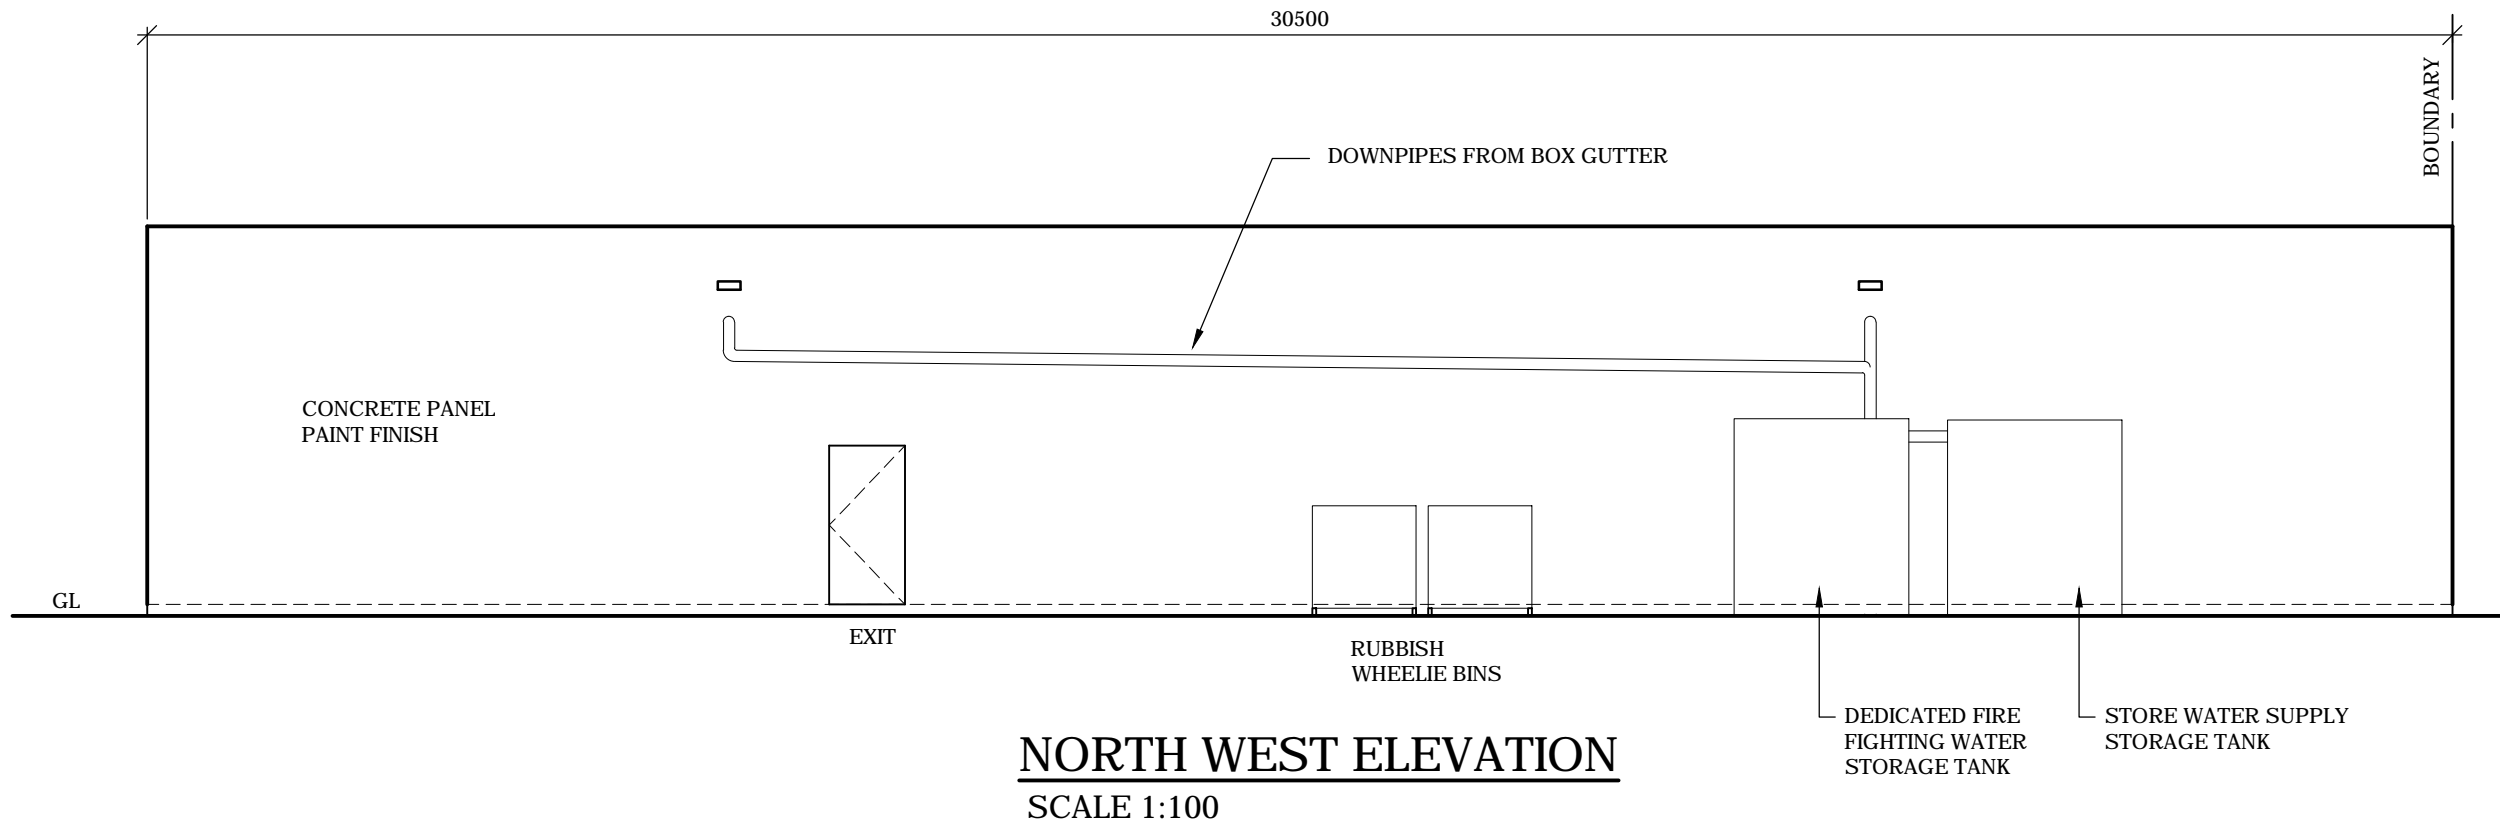 30500
BOUNDARY
DOWNPIPES FROM BOX GUTTER
CONCRETE PANEL
PAINT FINISH
GL
EXIT
RUBBISH
WHEELIE BINS
DEDICATED FIRE
FIGHTING WATER
STORAGE TANK
STORE WATER SUPPLY
STORAGE TANK
NORTH WEST ELEVATION
SCALE 1:100